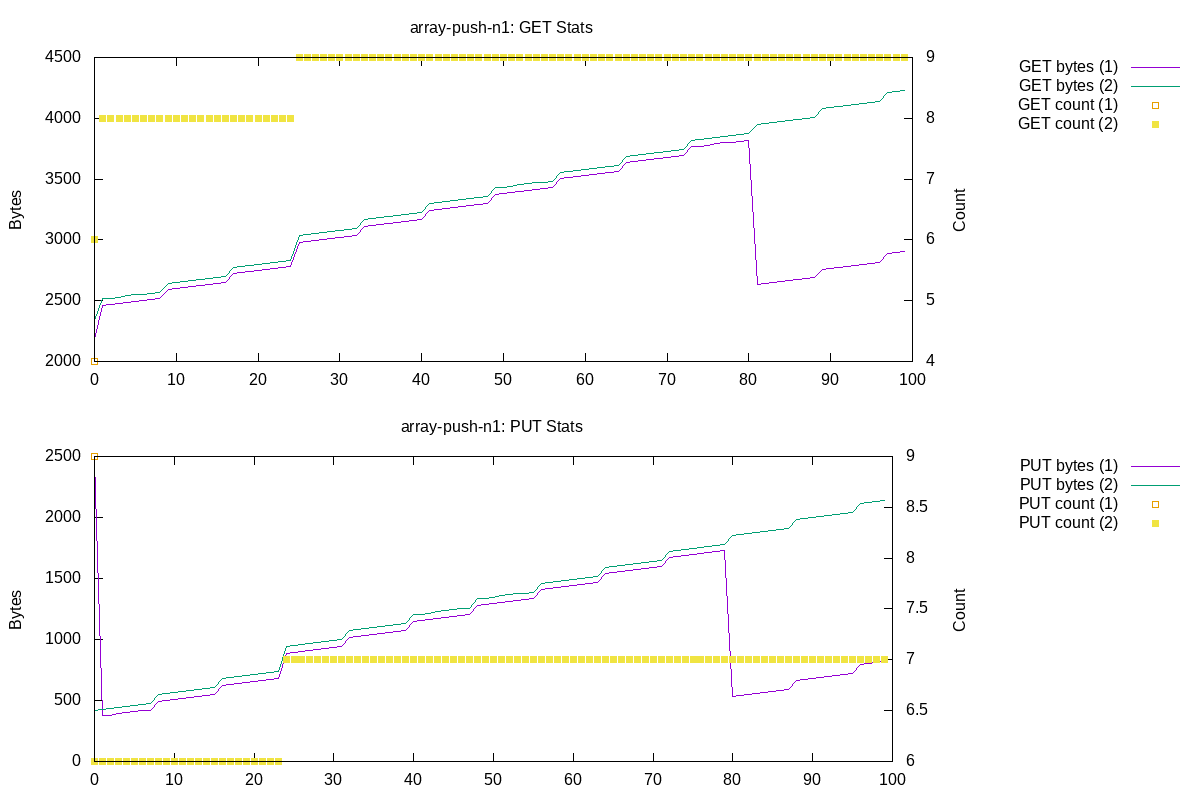 array-push-n1: GET Stats
4500
4000
3500
3000
2500
2000
Bytes
0 10 20 30 40 50 60 70 80 90 100
9
8
7
6
5
4
Count
GET bytes (1)
GET bytes (2)
GET count (1)
GET count (2)
array-push-n1: PUT Stats
2500
2000
1500
1000
500
0
Bytes
0 10 20 30 40 50 60 70 80 90 100
9
8.5
8
7.5
7
6.5
6
Count
PUT bytes (1)
PUT bytes (2)
PUT count (1)
PUT count (2)